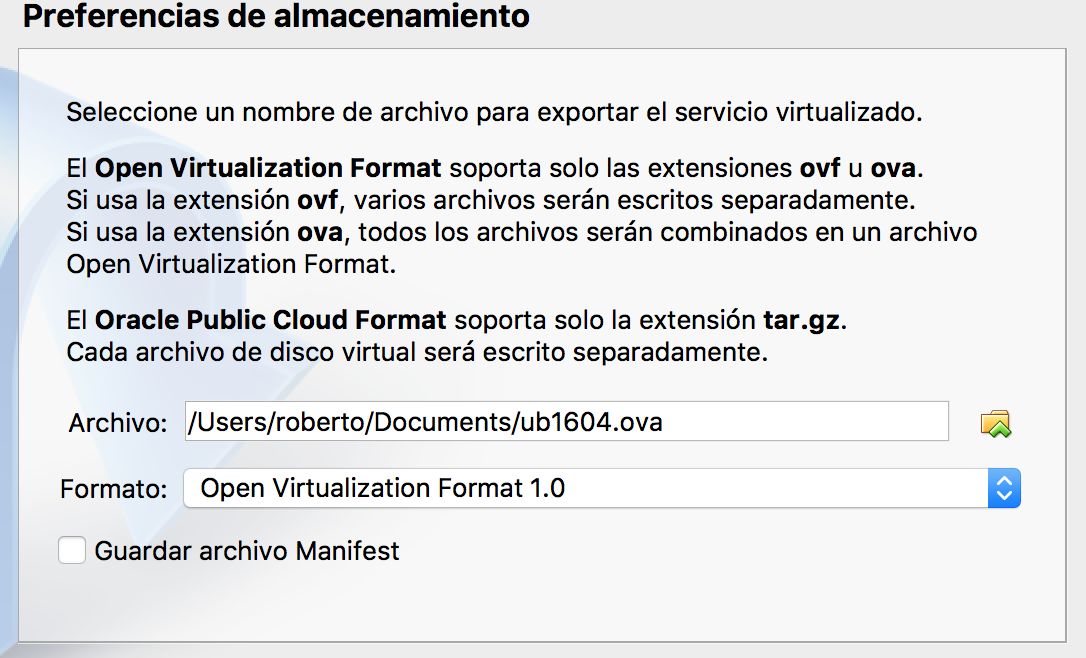 Preferencias de almacenamiento
Seleccione un nombre de archivo para exportar el servicio virtualizado.
El Open Virtualization Format soporta solo las extensiones ovf u ova.
Si usa la extensión ovf, varios archivos serán escritos separadamente.
Si usa la extensión ova, todos los archivos serán combinados en un archivo
Open Virtualization Format.
El Oracle Public Cloud Format soporta solo la extensión tar.gz.
Cada archivo de disco virtual será escrito separadamente.
Archivo: /Users/roberto/Documents/ub1604.ova
Formato: Open Virtualization Format 1.0
Guardar archivo Manifest